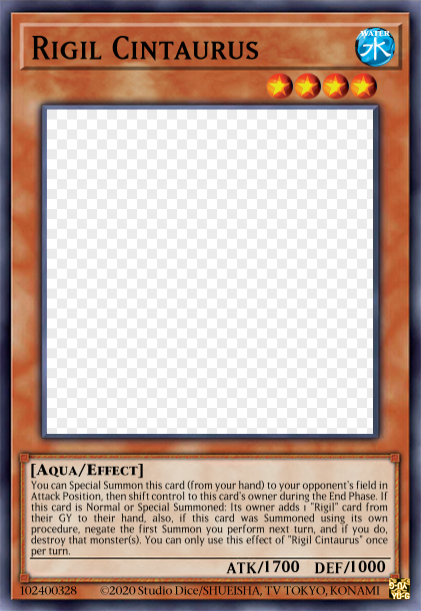 Rigil Cintaurus
WATER
水
[Aqua/Effect]
You can Special Summon this card (from your hand) to your opponent's field in
Attack Position, then shift control to this card's owner during the End Phase. If
this card is Normal or Special Summoned: Its owner adds 1 "Rigil" card from
their GY to their hand, also, if this card was Summoned using its own
procedure, negate the first Summon you perform next turn, and if you do,
destroy that monster(s). You can only use this effect of "Rigil Cintaurus" once
per turn.
ATK/1700 DEF/1000
102400328 ©2020 Studio Dice/SHUEISHA, TV TOKYO, KONAMI